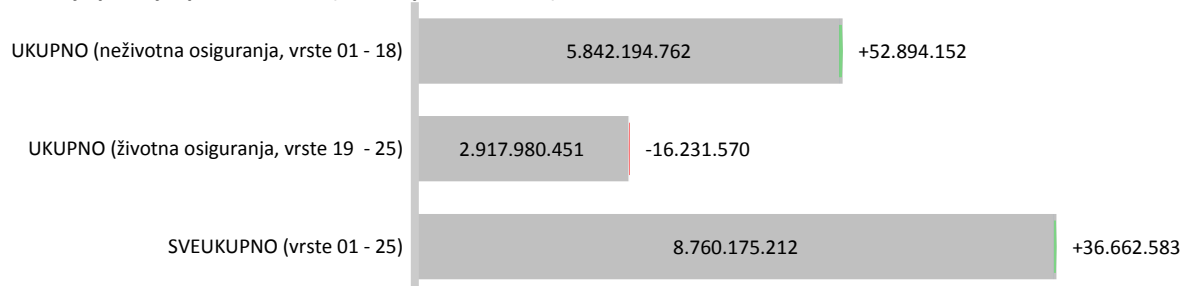 UKUPNO (neživotna osiguranja, vrste 01 - 18) 5.842.194.762 +52.894.152
UKUPNO (životna osiguranja, vrste 19 - 25) 2.917.980.451 -16.231.570
SVEUKUPNO (vrste 01 - 25) 8.760.175.212 +36.662.583